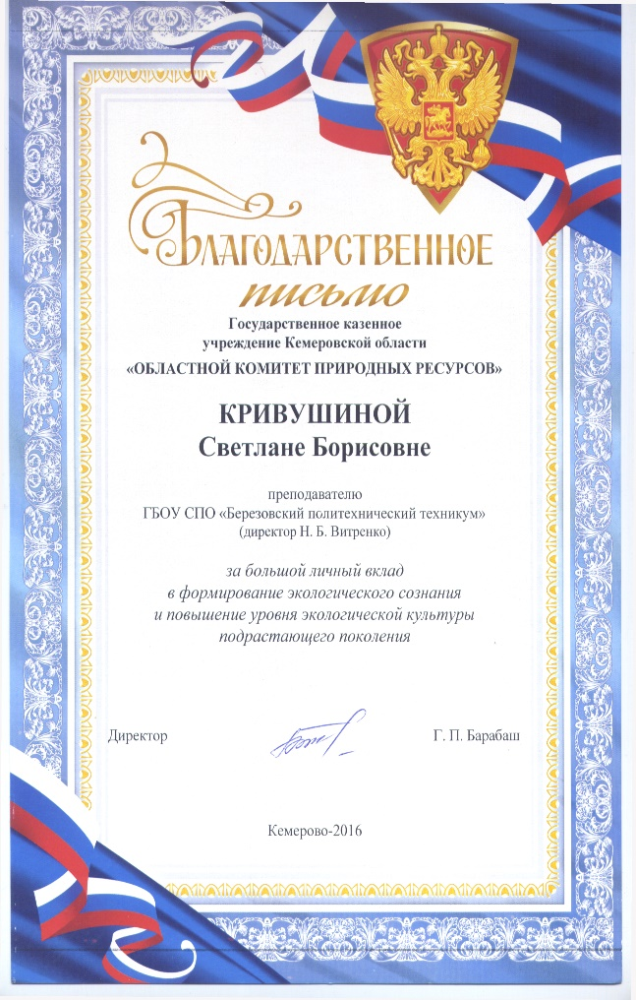 Благодарственное
письмо
Государственное казенное
учреждение Кемеровской области
«ОБЛАСТНОЙ КОМИТЕТ ПРИРОДНЫХ РЕСУРСОВ»
КРИВУШИНОЙ
Светлане Борисовне
преподавателю
ГБОУ СПО «Березовский политехнический техникум»
(директор Н. Б. Витренко)
за большой личный вклад
в формирование экологического сознания
и повышение уровня экологической культуры
подрастающего поколения
Директор Г. П. Барабаш
Кемерово-2016